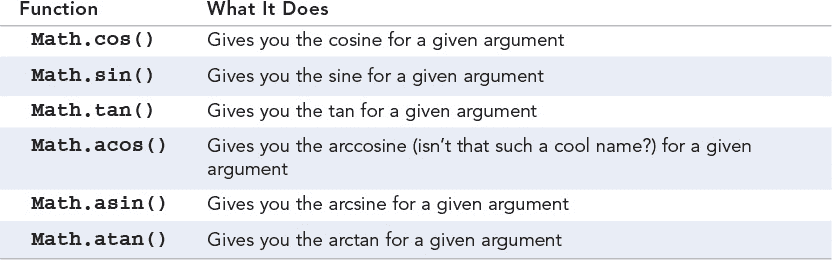 Function What It Does
Math.cos() Gives you the cosine for a given argument
Math.sin() Gives you the sine for a given argument
Math.tan() Gives you the tan for a given argument
Math.acos() Gives you the arccosine (isn’t that such a cool name?) for a given
argument
Math.asin() Gives you the arcsine for a given argument
Math.atan() Gives you the arctan for a given argument